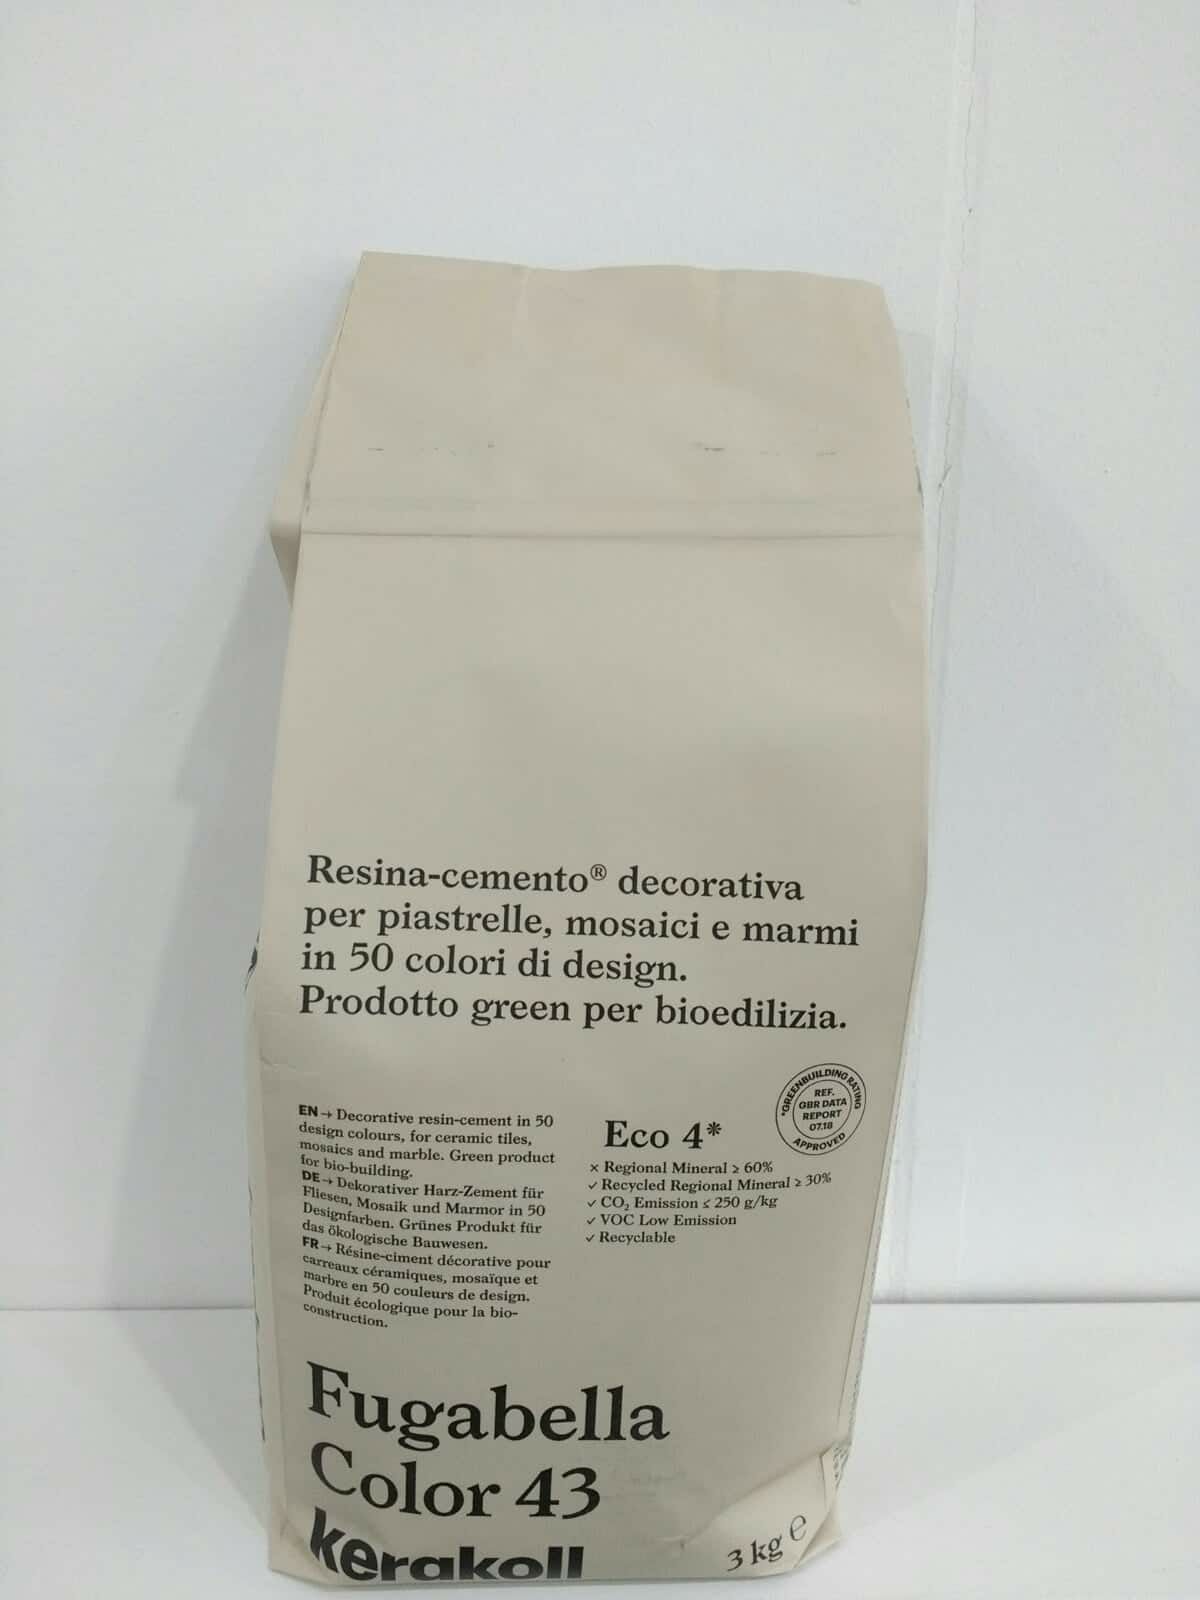 Resina-cemento® decorativa
per piastrelle, mosaici e marmi
in 50 colori di design.
Prodotto green per bioedilizia.
EN → Decorative resin-cement in 50
design colours, for ceramic tiles,
mosaics and marble. Green product
for bio-building.
DE → Dekorativer Harz-Zement für
Fliesen, Mosaik und Marmor in 50
Designfarben. Grünes Produkt für
das ökologische Bauwesen.
FR → Résine-ciment décorative pour
carreaux céramiques, mosaïque et
marbre en 50 couleurs de design.
Produit écologique pour la bio-
construction.
Eco 4*
× Regional Mineral ≥ 60%
✓ Recycled Regional Mineral ≥ 30%
✓ CO₂ Emission ≤ 250 g/kg
✓ VOC Low Emission
✓ Recyclable
*GREENBUILDING RATING
REF.
GBR DATA
REPORT
07.18
APPROVED
Fugabella
Color 43
kerakoll
3 kg ℮